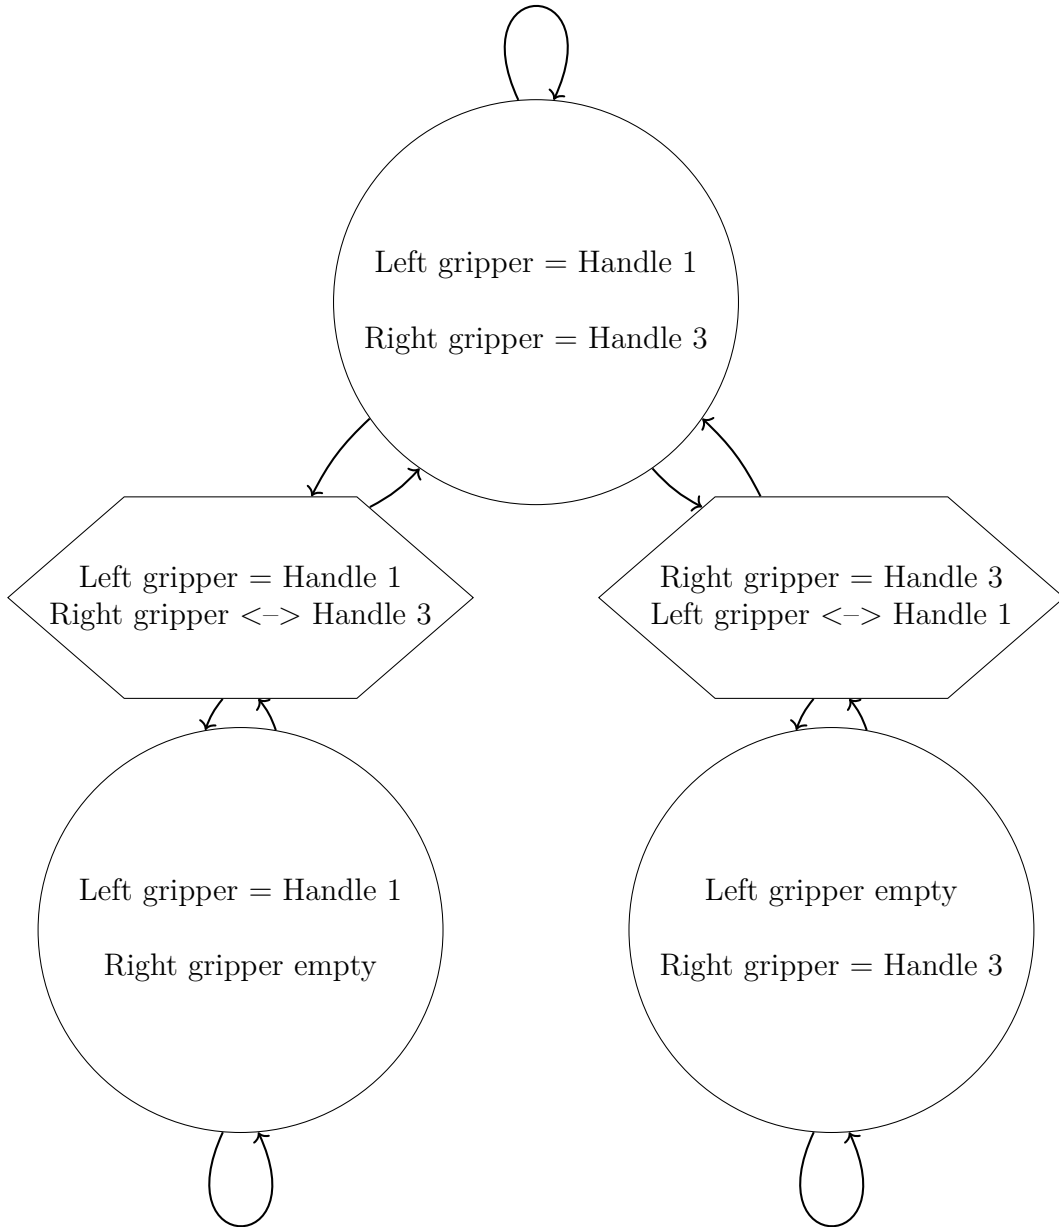 Left gripper = Handle 1
Right gripper = Handle 3
Left gripper = Handle 1
Right gripper <–> Handle 3
Right gripper = Handle 3
Left gripper <–> Handle 1
Left gripper = Handle 1
Right gripper empty
Left gripper empty
Right gripper = Handle 3